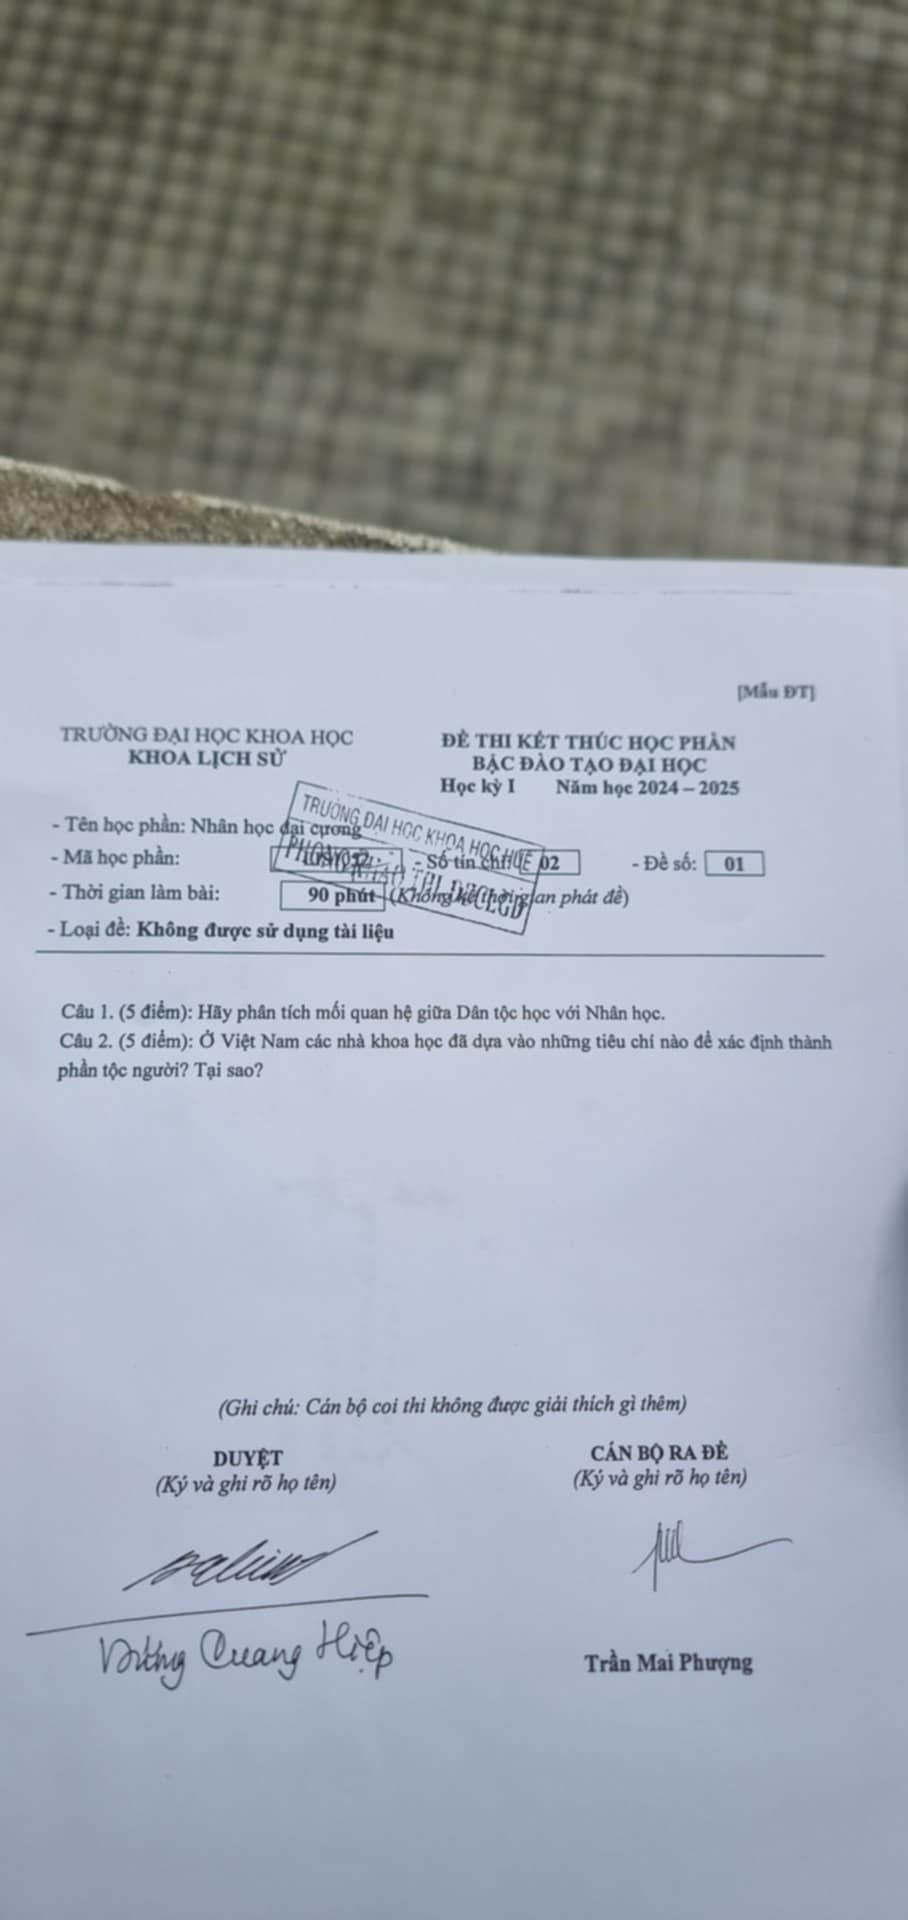 [Mẫu ĐT]
TRƯỜNG ĐẠI HỌC KHOA HỌC
KHOA LỊCH SỬ
ĐỀ THI KẾT THÚC HỌC PHẦN
BẬC ĐÀO TẠO ĐẠI HỌC
Học kỳ I Năm học 2024 – 2025
TRƯỜNG ĐẠI HỌC KHOA HỌC HUẾ
- Tên học phần: Nhân học đại cương
- Mã học phần:
- Số tín chỉ: 02
- Đề số: 01
- Thời gian làm bài: 90 phút (Không kể thời gian phát đề)
- Loại đề: Không được sử dụng tài liệu
Câu 1. (5 điểm): Hãy phân tích mối quan hệ giữa Dân tộc học với Nhân học.
Câu 2. (5 điểm): Ở Việt Nam các nhà khoa học đã dựa vào những tiêu chí nào để xác định thành
phần tộc người? Tại sao?
(Ghi chú: Cán bộ coi thi không được giải thích gì thêm)
DUYỆT
(Ký và ghi rõ họ tên)
CÁN BỘ RA ĐỀ
(Ký và ghi rõ họ tên)
Quang Hiệp
Trần Mai Phượng